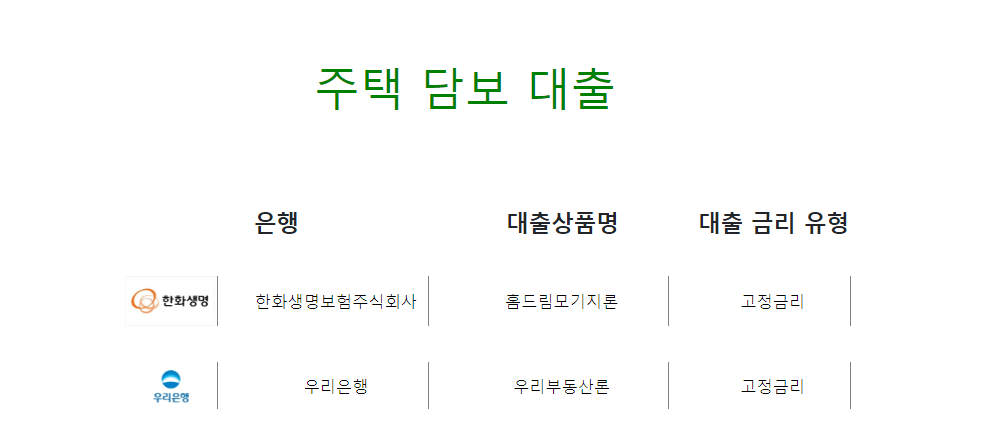 주택 담보 대출
은행 대출상품명 대출 금리 유형
한화생명 한화생명보험주식회사 홈드림모기지론 고정금리
우리은행 우리은행 우리부동산론 고정금리